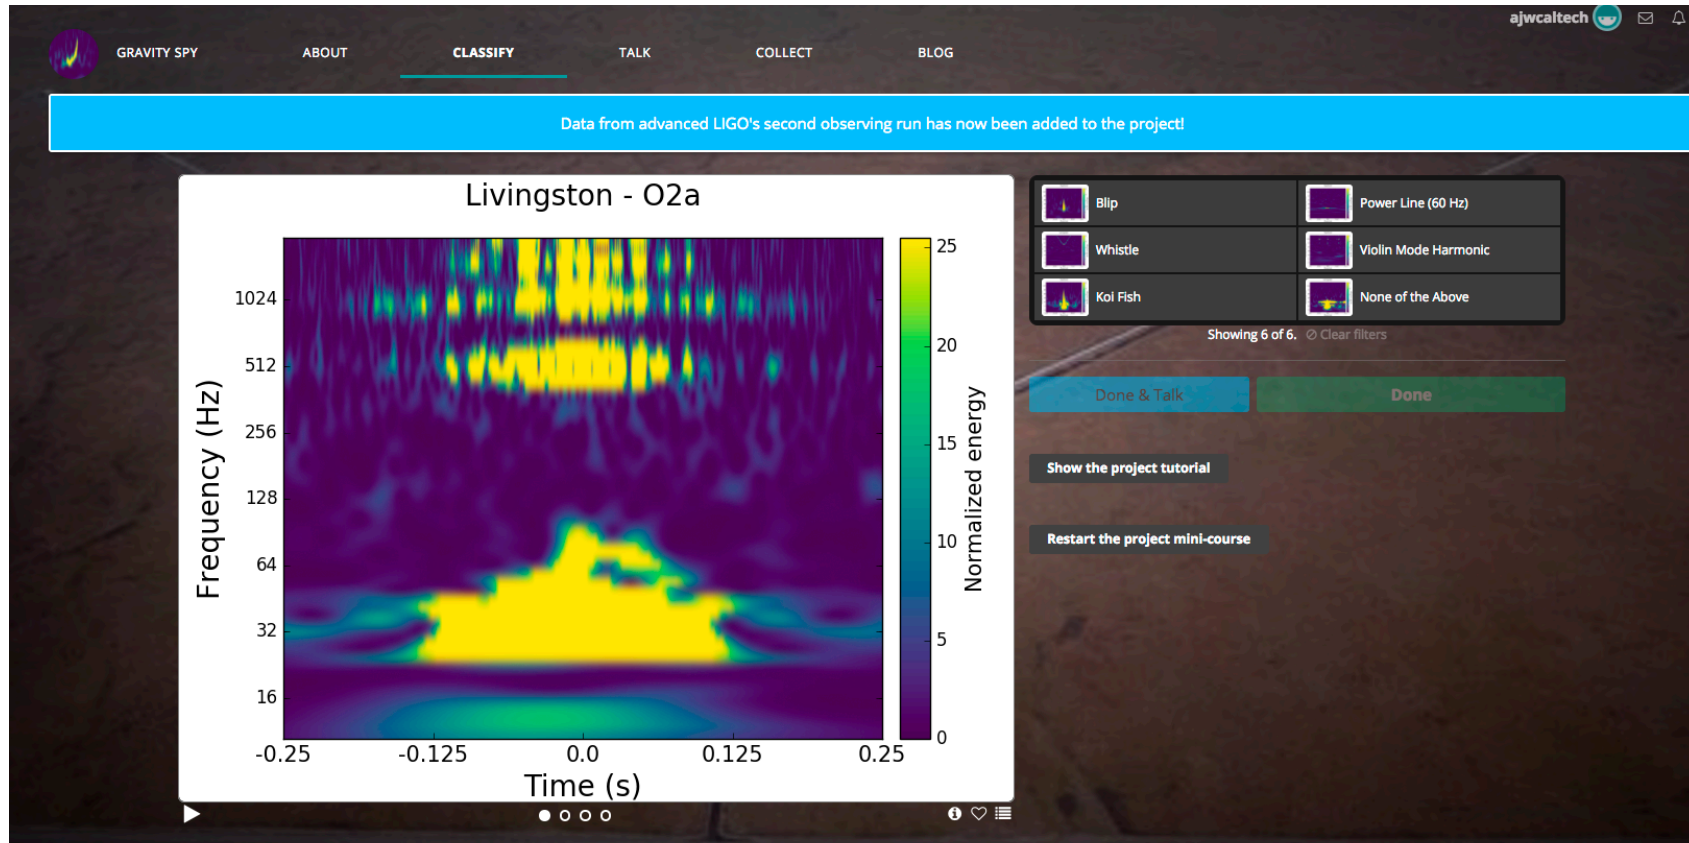 ajwcaltech
GRAVITY SPY ABOUT CLASSIFY TALK COLLECT BLOG
Data from advanced LIGO's second observing run has now been added to the project!
Livingston - O2a
Frequency (Hz)
1024
512
256
128
64
32
16
-0.25 -0.125 0.0 0.125 0.25
Time (s)
25
20
15
10
5
0
Normalized energy
Blip Power Line (60 Hz)
Whistle Violin Mode Harmonic
Koi Fish None of the Above
Showing 6 of 6. Clear filters
Done & Talk Done
Show the project tutorial
Restart the project mini-course